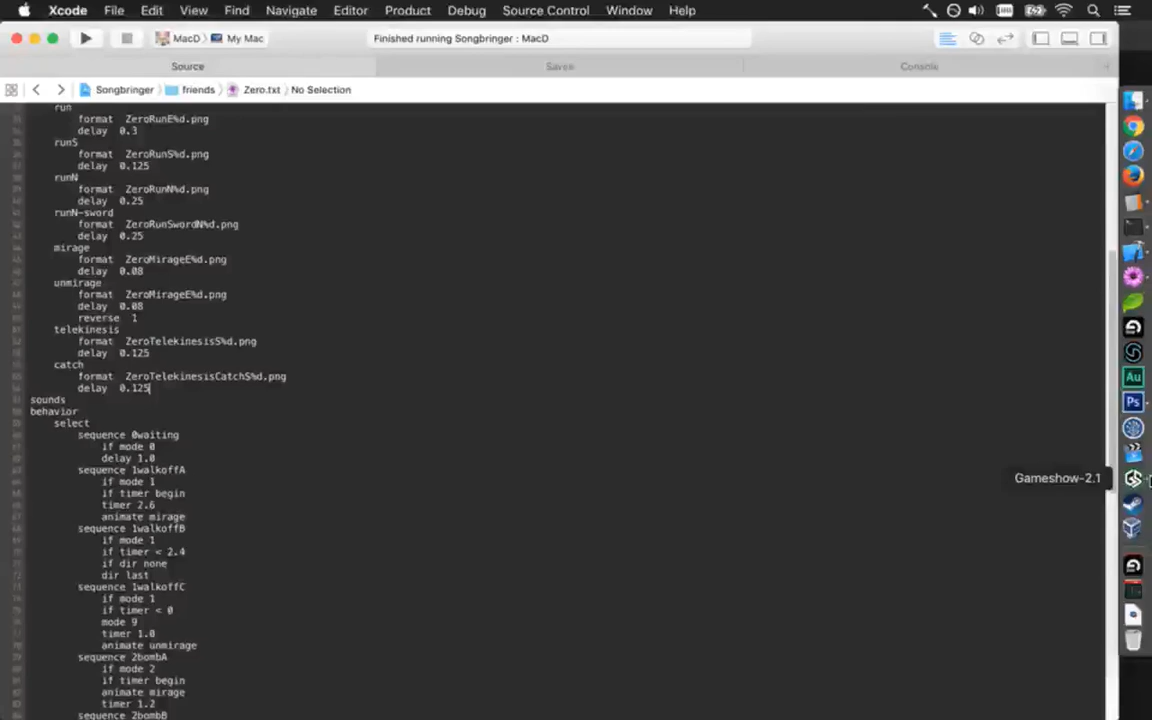 Xcode File Edit View Find Navigate Editor Product Debug Source Control Window Help
MacD My Mac
Finished running Songbringer : MacD
Source
Saves
Console
Songbringer friends Zero.txt No Selection
run
format ZeroRunE%d.png
delay 0.3
runS
format ZeroRunS%d.png
delay 0.125
runN
format ZeroRunN%d.png
delay 0.25
runN-sword
format ZeroRunSwordN%d.png
delay 0.25
mirage
format ZeroMirageE%d.png
delay 0.08
unmirage
format ZeroMirageE%d.png
delay 0.08
reverse 1
telekinesis
format ZeroTelekinesisS%d.png
delay 0.125
catch
format ZeroTelekinesisCatchS%d.png
delay 0.125
sounds
behavior
select
sequence 0waiting
if mode 0
delay 1.0
sequence 1walkoffA
if mode 1
if timer begin
timer 2.6
animate mirage
sequence 1walkoffB
if mode 1
if timer < 2.4
if dir none
dir last
sequence 1walkoffC
if mode 1
if timer < 0
mode 9
timer 1.0
animate unmirage
sequence 2bombA
if mode 2
if timer begin
animate mirage
timer 1.2
sequence 2bombB
Gameshow-2.1
Au
Ps
GS